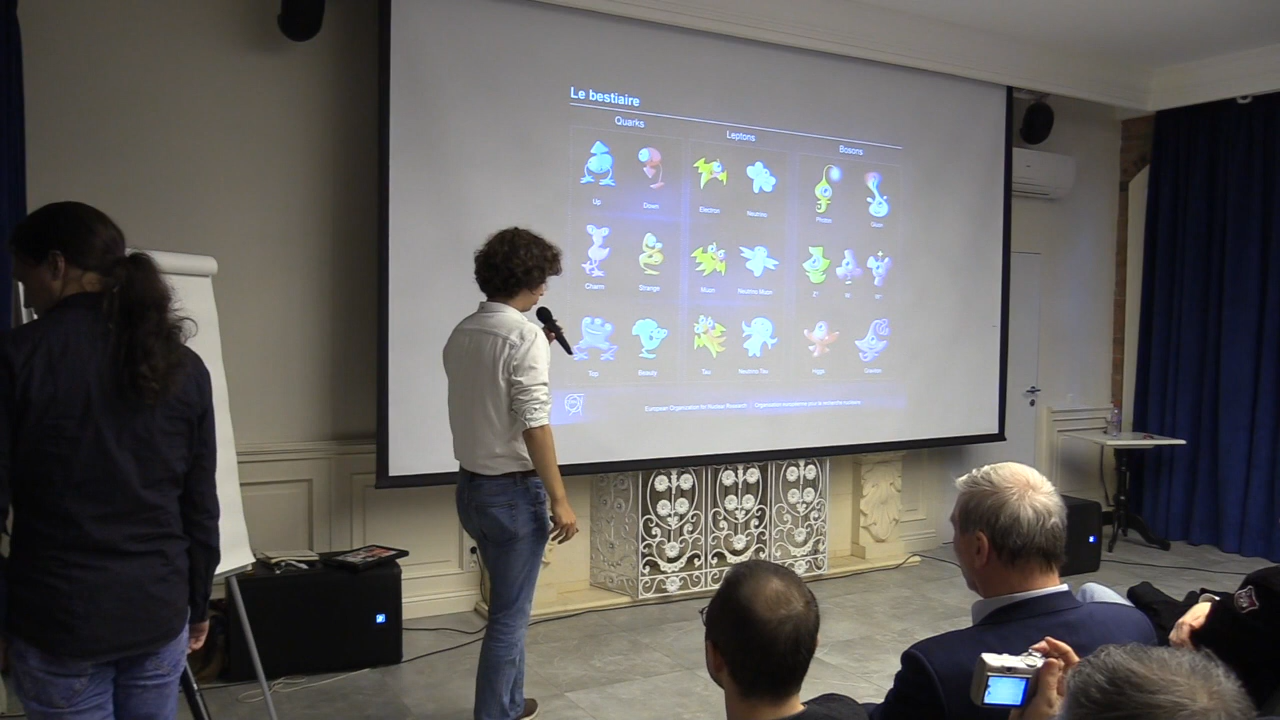 Le bestiaire
Quarks
Leptons
Bosons
Up
Down
Electron
Neutrino
Photon
Gluon
Charm
Strange
Muon
Neutrino Muon
Z°
W
Top
Beauty
Tau
Neutrino Tau
Higgs
Graviton
European Organization for Nuclear Research | Organisation européenne pour la recherche nucléaire